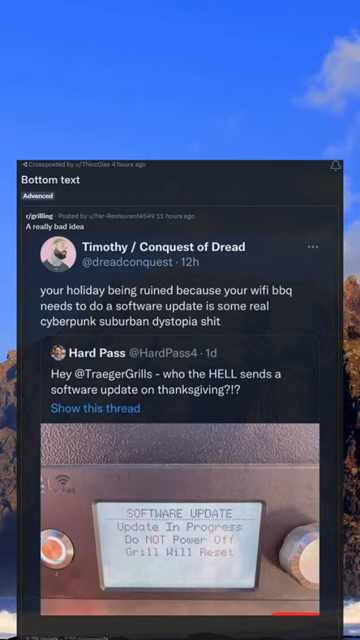 Crossposted by u/ThiccOlas 4 hours ago
Bottom text
Advanced
r/grilling · Posted by u/Far-Restaurant4549 11 hours ago
A really bad idea
Timothy / Conquest of Dread
@dreadconquest · 12h
your holiday being ruined because your wifi bbq
needs to do a software update is some real
cyberpunk suburban dystopia shit
Hard Pass @HardPass4 · 1d
Hey @TraegerGrills - who the HELL sends a
software update on thanksgiving?!?
Show this thread
SOFTWARE UPDATE
Update In Progress
Do NOT Power Off
Grill Will Reset